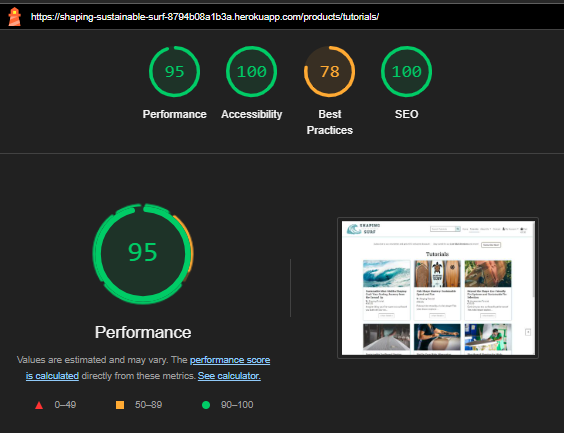 https://shaping-sustainable-surf-8794b08a1b3a.herokuapp.com/products/tutorials/
95
100
78
100
Performance
Accessibility
Best
Practices
SEO
95
Performance
Values are estimated and may vary. The performance score
is calculated directly from these metrics. See calculator.
0–49
50–89
90–100
SHAPING
SURF
Tutorials